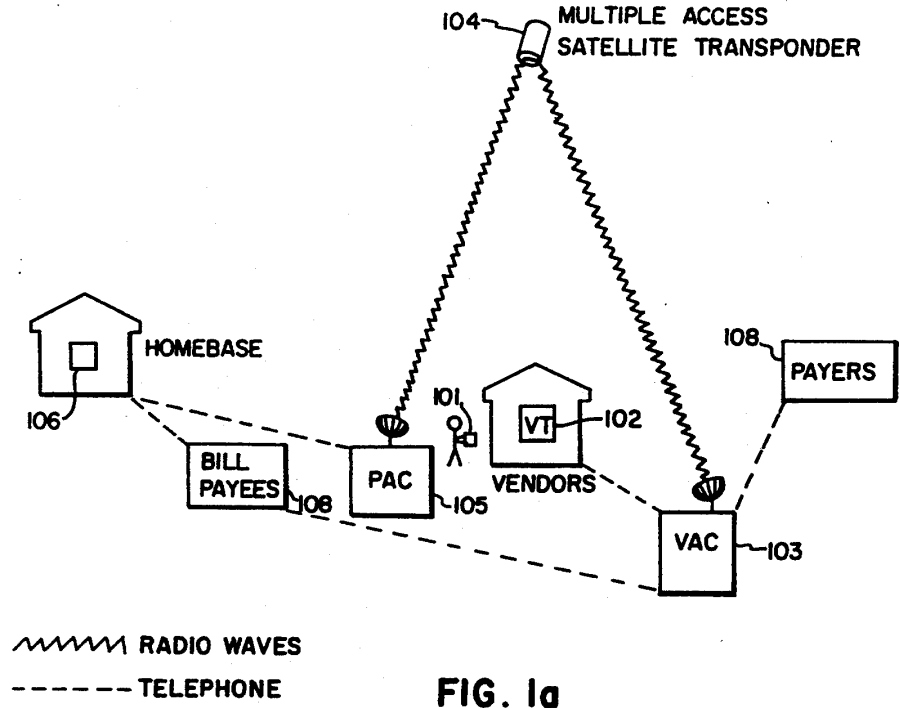 104
MULTIPLE ACCESS
SATELLITE TRANSPONDER
HOMEBASE
106
BILL
PAYEES
108
PAC
105
101
VT
102
VENDORS
108
PAYERS
VAC
103
RADIO WAVES
TELEPHONE
FIG. 1a